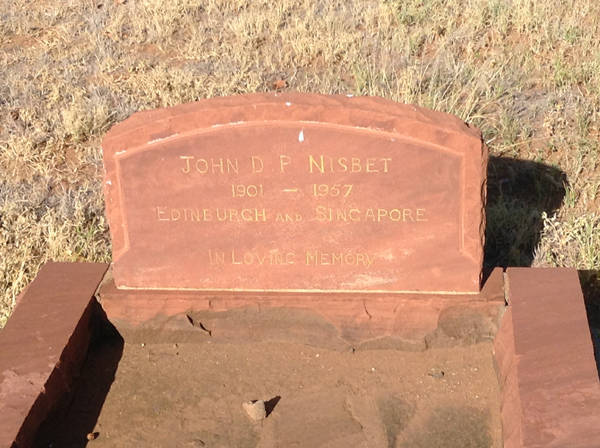 JOHN D. P. NISBET
1901 — 1957
EDINBURGH AND SINGAPORE
IN LOVING MEMORY